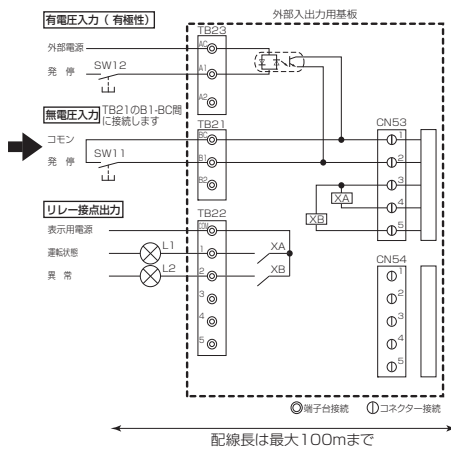 有電圧入力（有極性）
外部入出力用基板
TB23
外部電源
AC
発 停
SW12
A1
A2
無電圧入力
TB21のB1-BC間
に接続します
TB21
CN53
コモン
BC
1
発 停
SW11
B1
2
B2
3
XA
4
XB
5
リレー接点出力
TB22
表示用電源
COM
運転状態
L1
1
XA
CN54
異 常
L2
2
XB
1
3
2
4
3
5
4
5
◎端子台接続 ⦶コネクター接続
配線長は最大100mまで